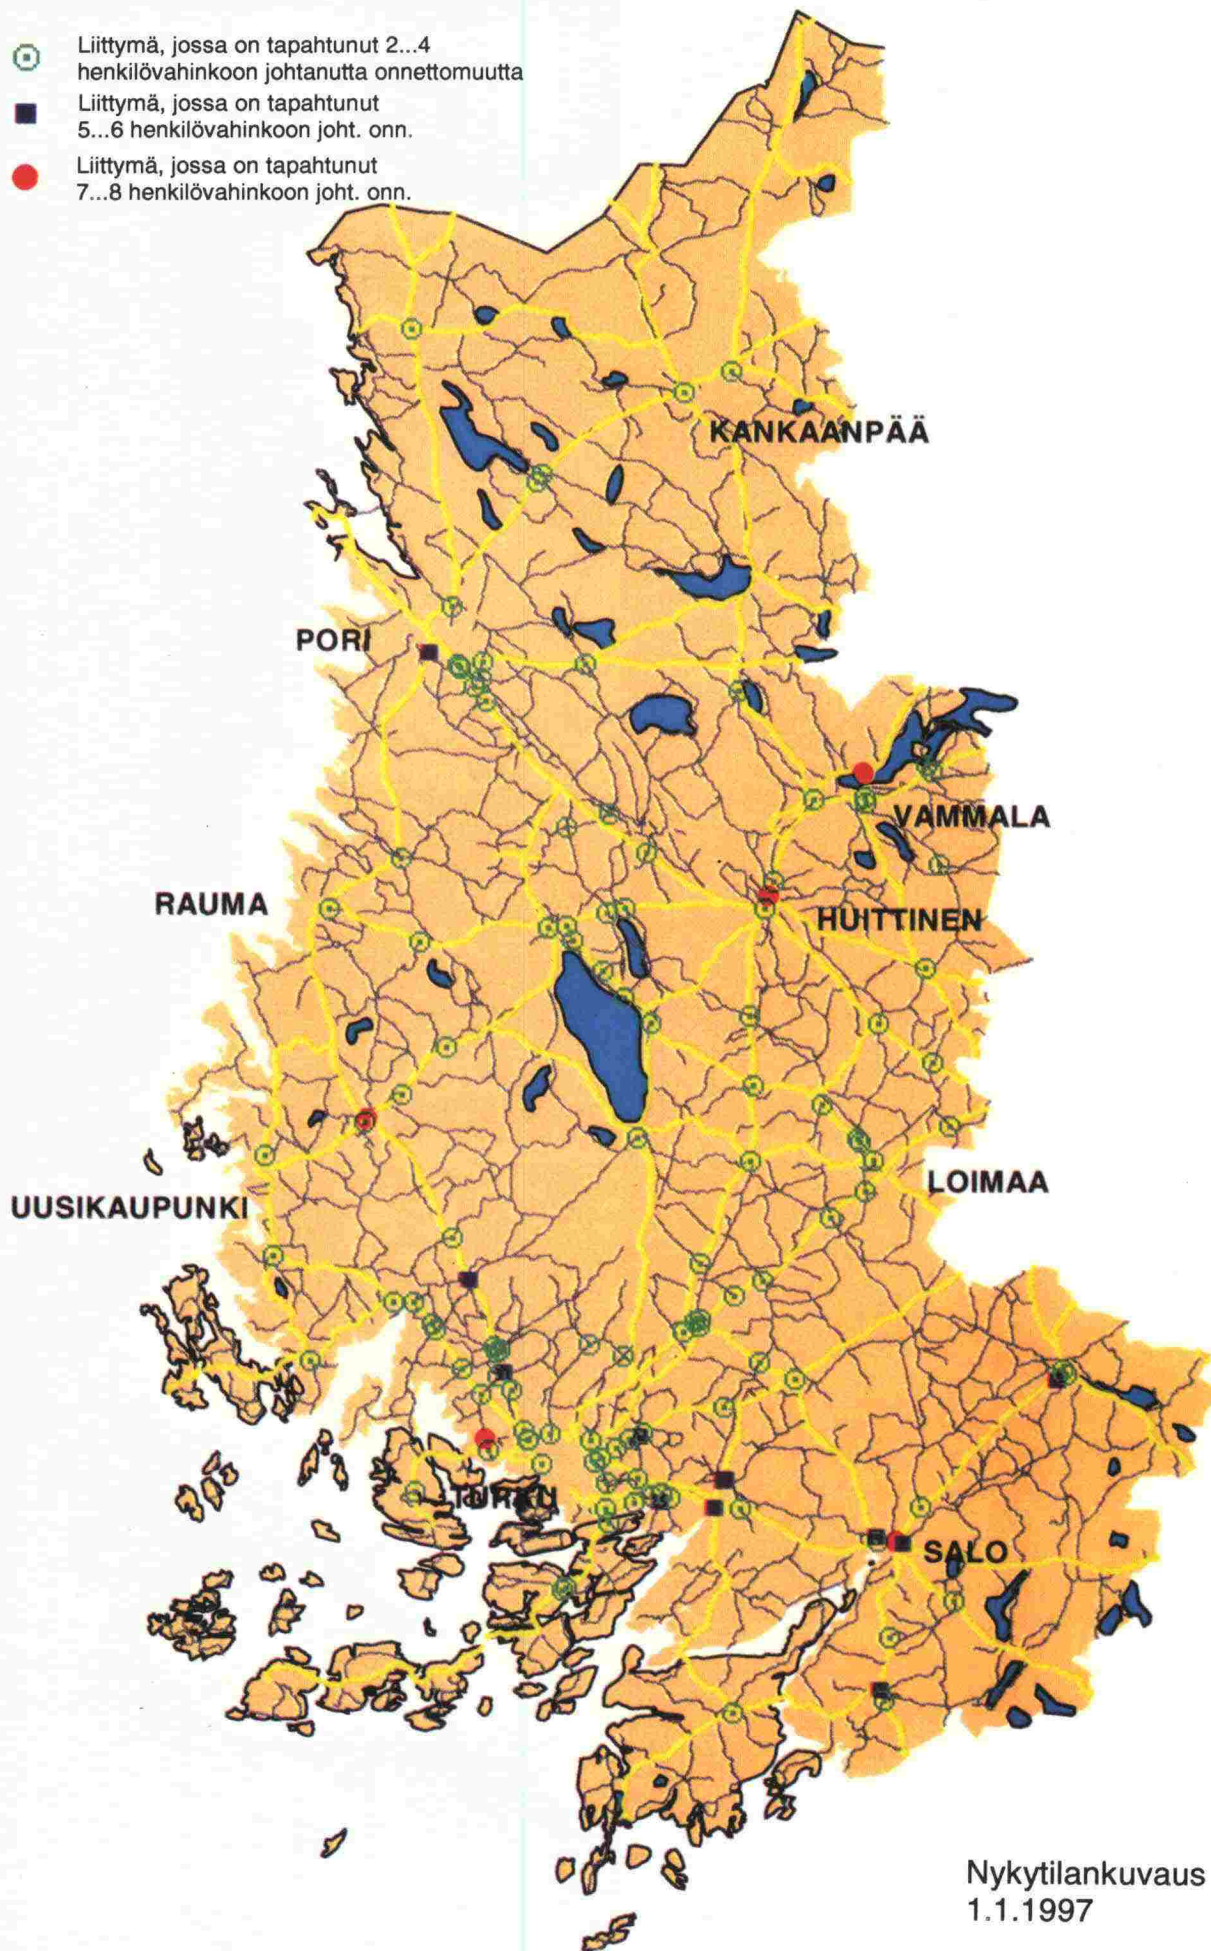 Liittymä, jossa on tapahtunut 2...4
henkilövahinkoon johtanutta onnettomuutta
Liittymä, jossa on tapahtunut
5...6 henkilövahinkoon joht. onn.
Liittymä, jossa on tapahtunut
7...8 henkilövahinkoon joht. onn.
KANKAANPÄÄ
PORI
VAMMALA
RAUMA
HUITTINEN
LOIMAA
UUSIKAUPUNKI
TURKU
SALO
Nykytilankuvaus
1.1.1997